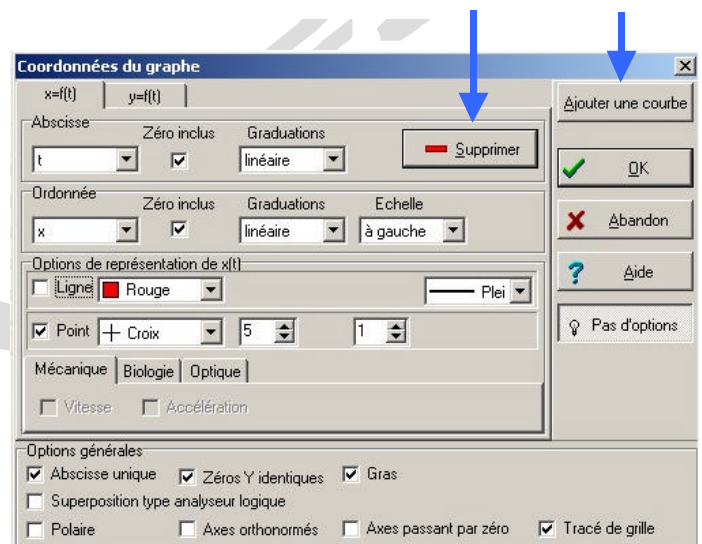 Coordonnées du graphe
x=f(t) y=f(t)
Ajouter une courbe
Abscisse
Zéro inclus Graduations
t linéaire Supprimer
OK
Ordonnée
Zéro inclus Graduations Echelle
x linéaire à gauche
Abandon
Options de représentation de x(t)
Ligne Rouge Plei
Aide
Point Croix 5 1
Pas d'options
Mécanique Biologie Optique
Vitesse Accélération
Options générales
Abscisse unique Zéros Y identiques Gras
Superposition type analyseur logique
Polaire Axes orthonormés Axes passant par zéro Tracé de grille